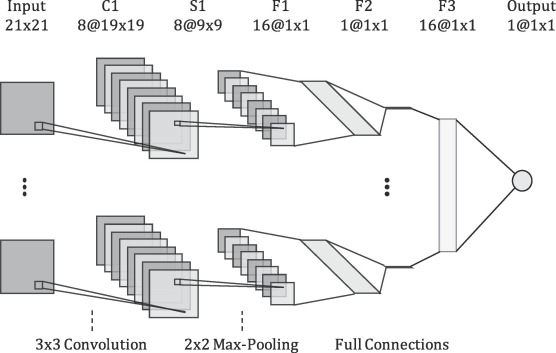 Input C1 S1 F1 F2 F3 Output
21x21 8@19x19 8@9x9 16@1x1 1@1x1 16@1x1 1@1x1
3x3 Convolution 2x2 Max-Pooling Full Connections